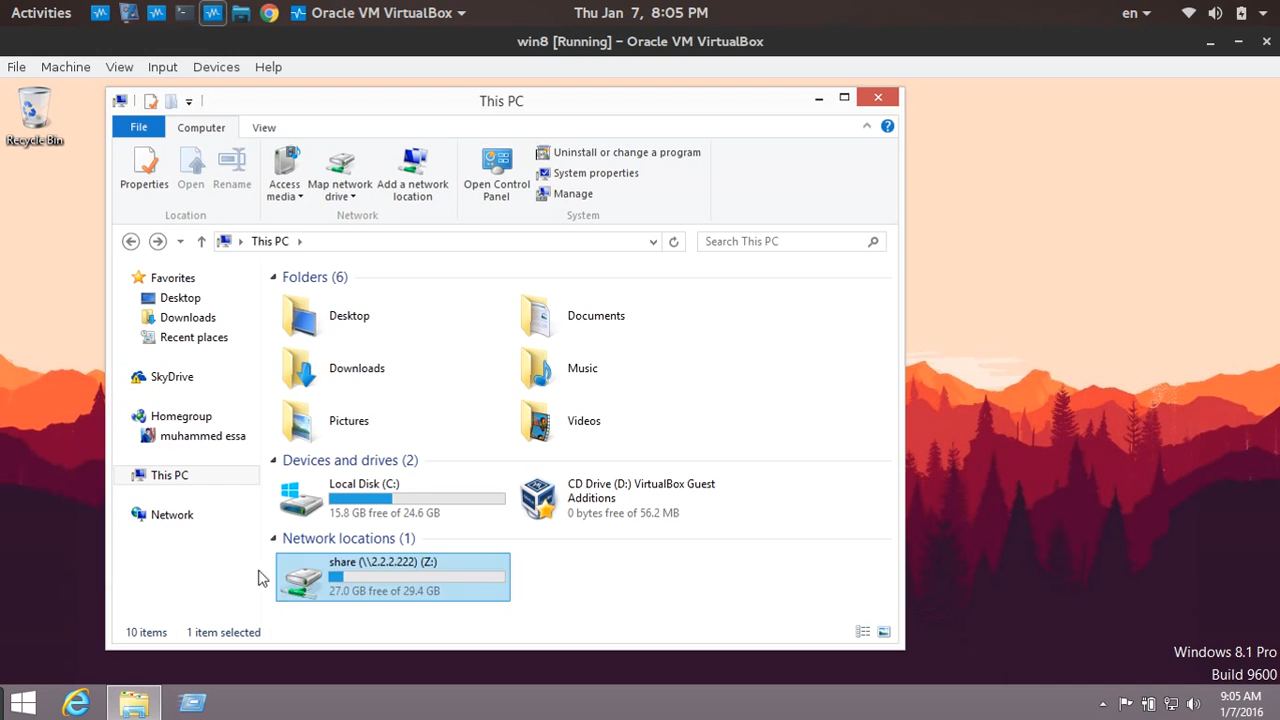 Activities
Oracle VM VirtualBox
Thu Jan 7, 8:05 PM
en
win8 [Running] – Oracle VM VirtualBox
File Machine View Input Devices Help
Recycle Bin
This PC
File Computer View
Properties
Open
Rename
Access media
Map network drive
Add a network location
Open Control Panel
Uninstall or change a program
System properties
Manage
Location
Network
System
This PC
Search This PC
Favorites
Desktop
Downloads
Recent places
SkyDrive
Homegroup
muhammed essa
This PC
Network
Folders (6)
Desktop
Documents
Downloads
Music
Pictures
Videos
Devices and drives (2)
Local Disk (C:)
15.8 GB free of 24.6 GB
CD Drive (D:) VirtualBox Guest
Additions
0 bytes free of 56.2 MB
Network locations (1)
share (\\2.2.2.222) (Z:)
27.0 GB free of 29.4 GB
10 items 1 item selected
Windows 8.1 Pro
Build 9600
9:05 AM
1/7/2016